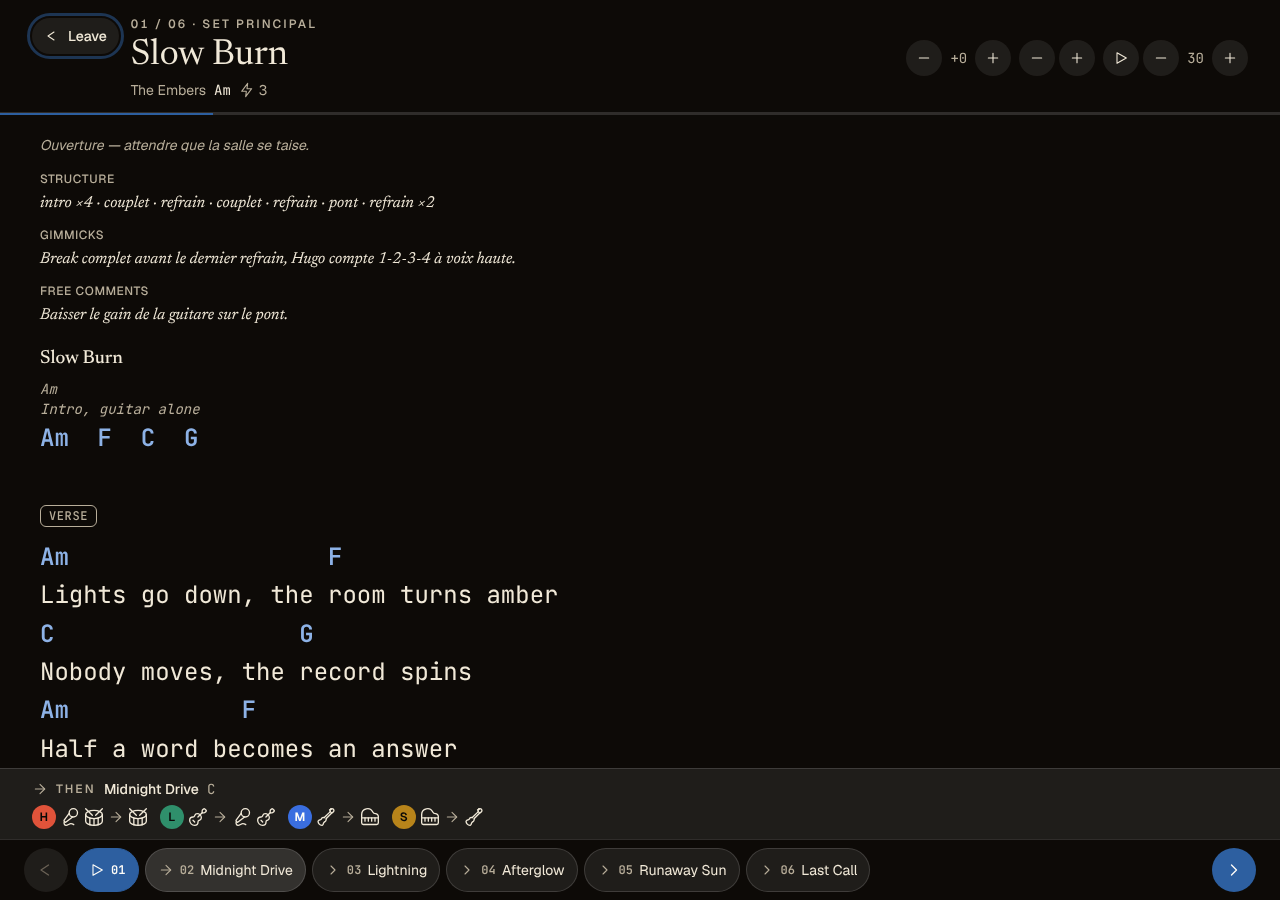 Leave
01 / 06 · SET PRINCIPAL
Slow Burn
The Embers Am 3
+0
30
Ouverture — attendre que la salle se taise.
STRUCTURE
intro ×4 · couplet · refrain · couplet · refrain · pont · refrain ×2
GIMMICKS
Break complet avant le dernier refrain, Hugo compte 1-2-3-4 à voix haute.
FREE COMMENTS
Baisser le gain de la guitare sur le pont.
Slow Burn
Am
Intro, guitar alone
Am F C G
VERSE
Am F
Lights go down, the room turns amber
C G
Nobody moves, the record spins
Am F
Half a word becomes an answer
THEN Midnight Drive C
H L M S
01 02 Midnight Drive 03 Lightning 04 Afterglow 05 Runaway Sun 06 Last Call